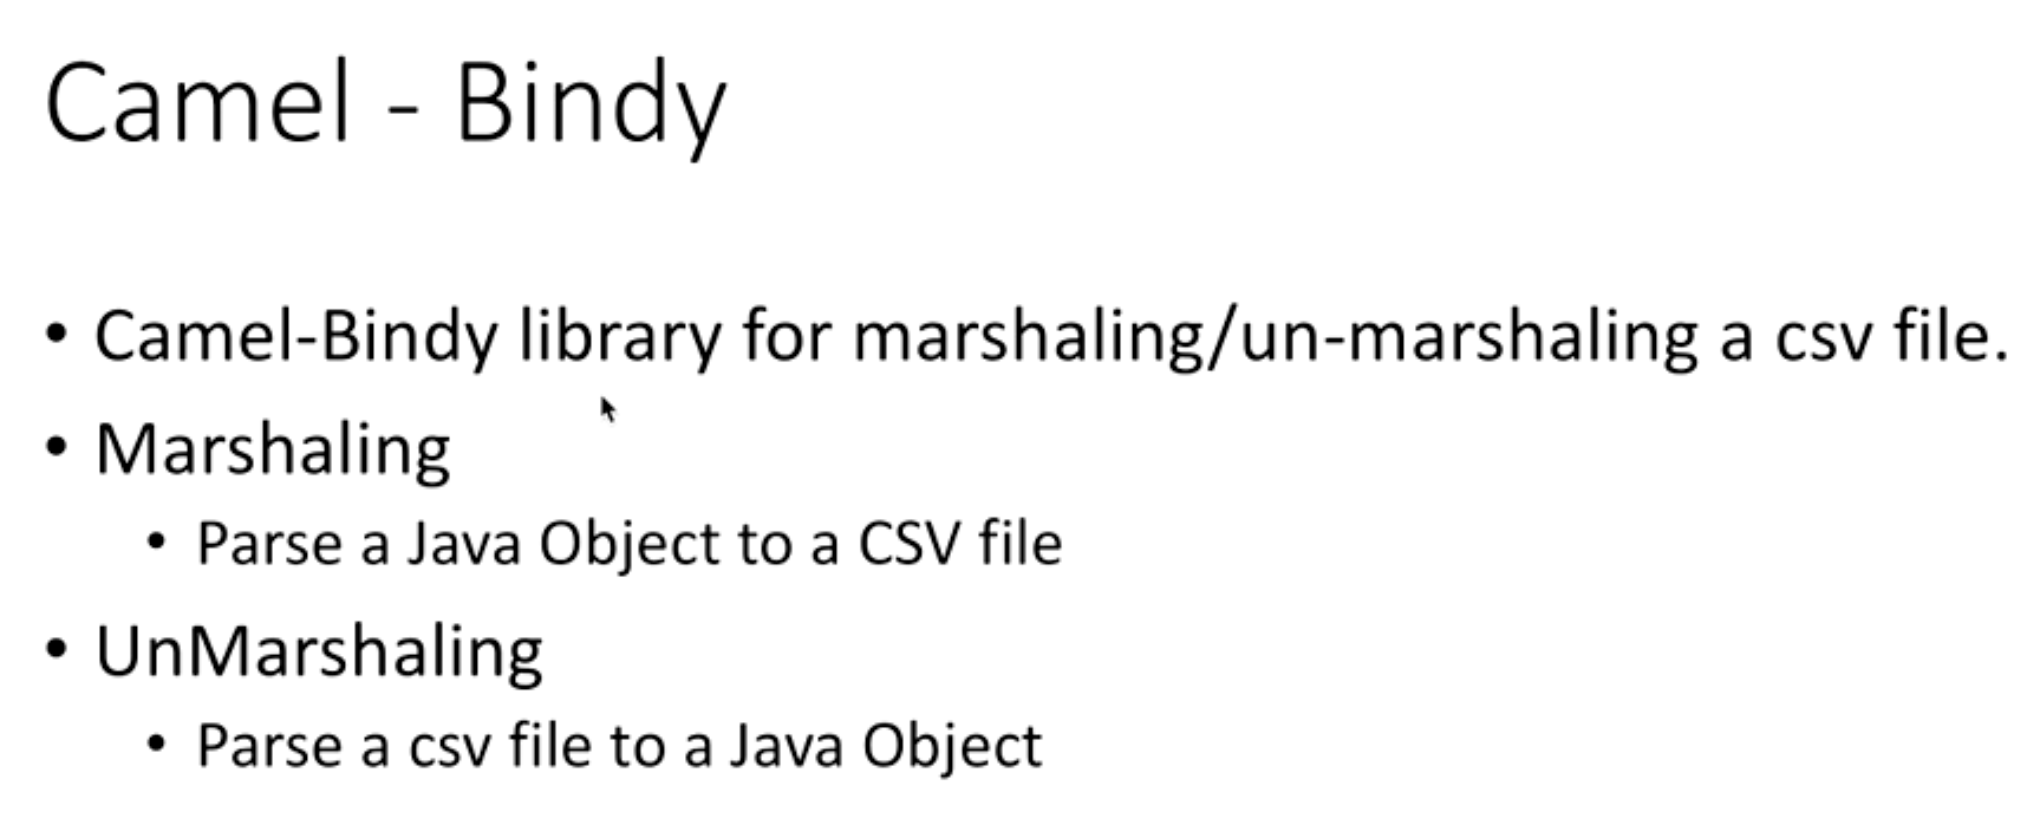 Camel - Bindy
• Camel-Bindy library for marshaling/un-marshaling a csv file.
• Marshaling
• Parse a Java Object to a CSV file
• UnMarshaling
• Parse a csv file to a Java Object